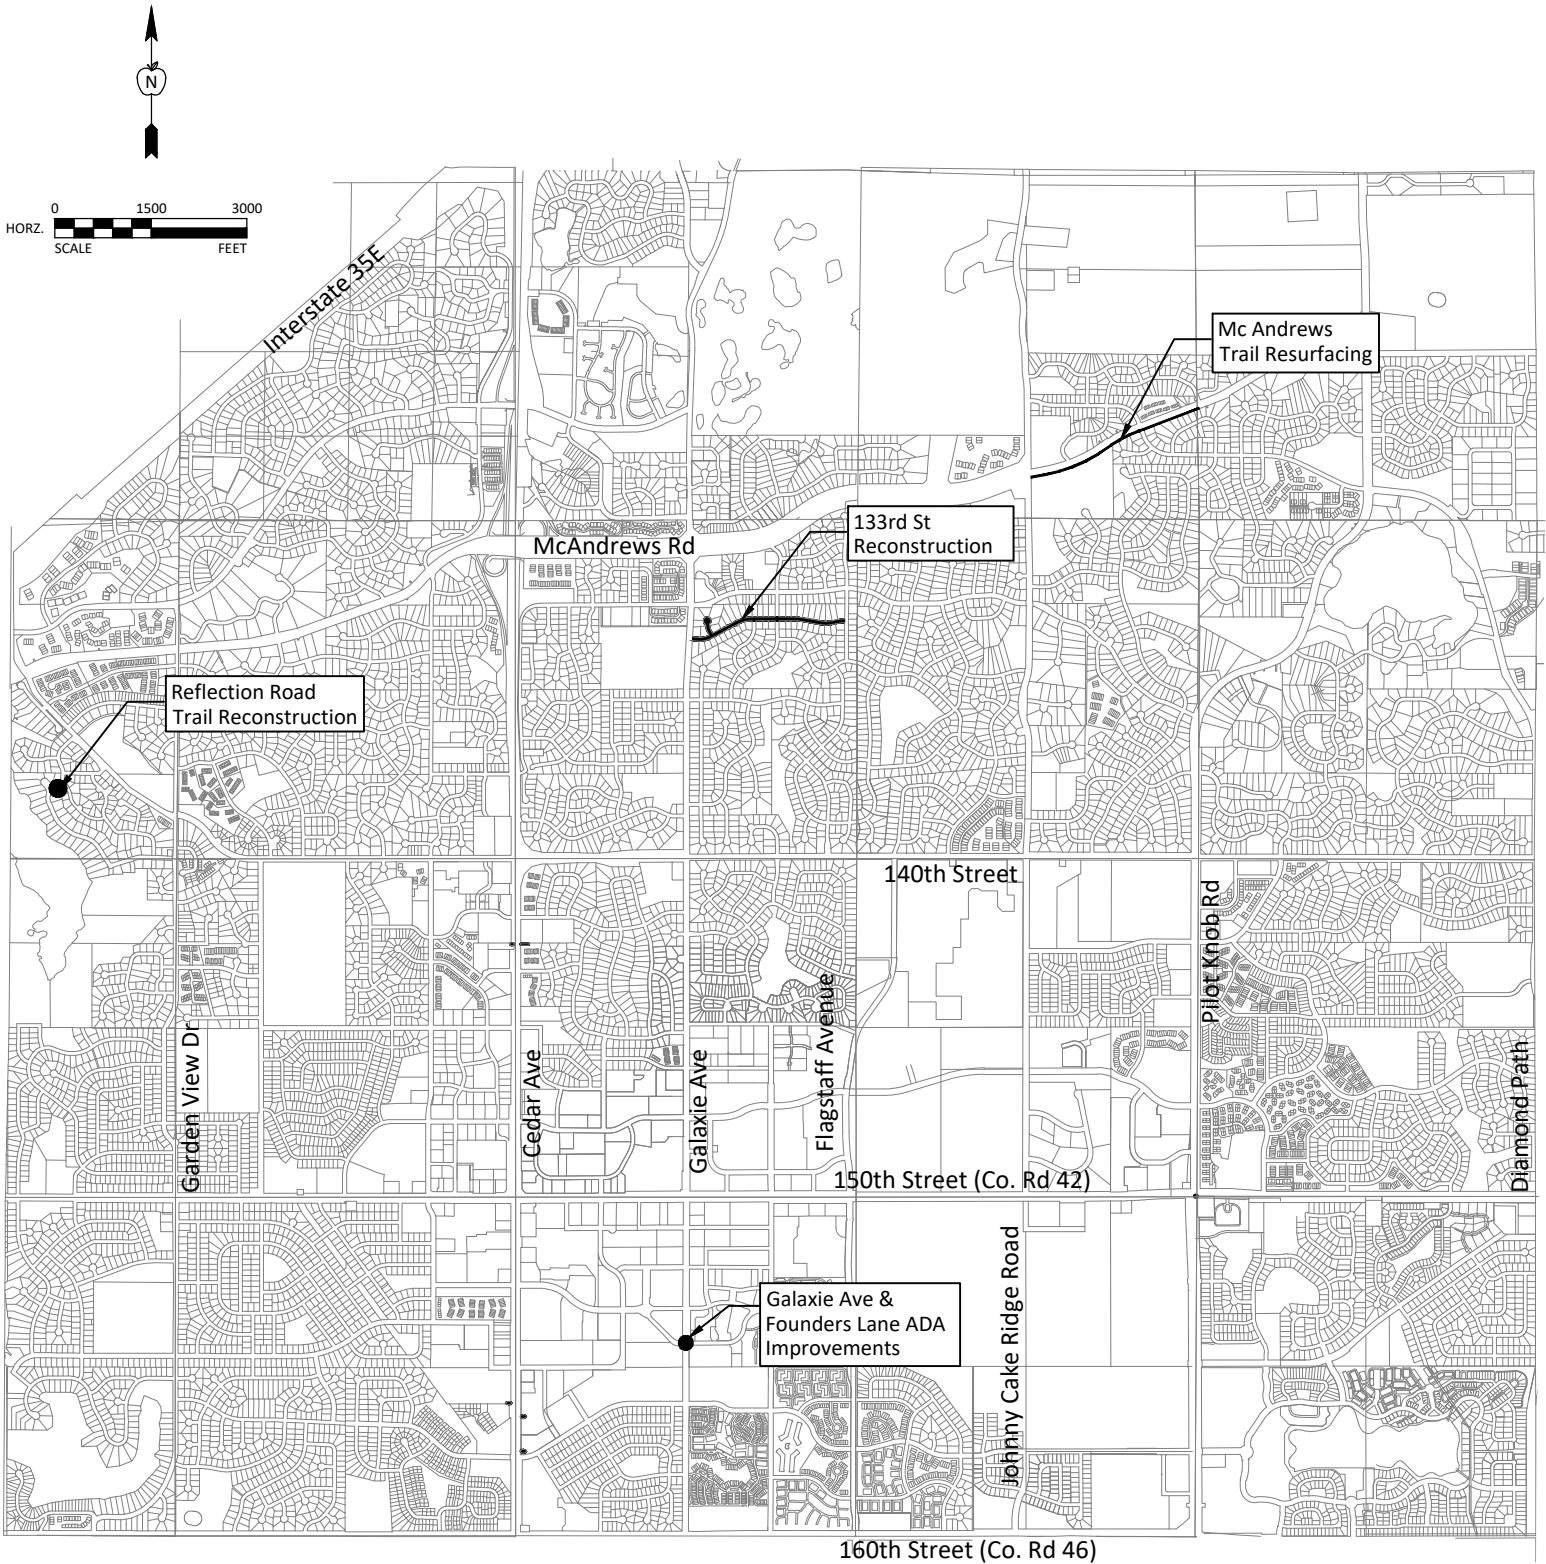 N
0 1500 3000
HORZ.
SCALE FEET
Interstate 35E
Mc Andrews
Trail Resurfacing
133rd St
Reconstruction
McAndrews Rd
Reflection Road
Trail Reconstruction
140th Street
Pilot Knob Rd
Flagstaff Avenue
Garden View Dr
Cedar Ave
Galaxie Ave
Diamond Path
150th Street (Co. Rd 42)
Johnny Cake Ridge Road
Galaxie Ave &
Founders Lane ADA
Improvements
160th Street (Co. Rd 46)